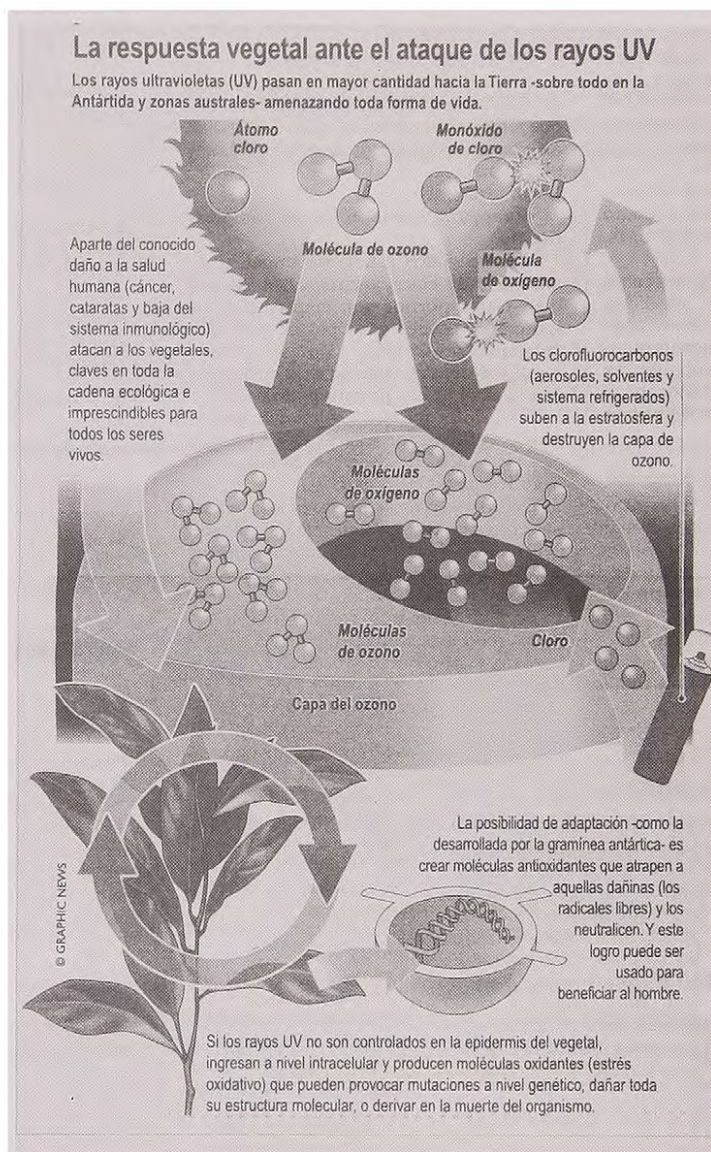 La respuesta vegetal ante el ataque de los rayos UV
Los rayos ultravioletas (UV) pasan en mayor cantidad hacia la Tierra -sobre todo en la
Antártida y zonas australes- amenazando toda forma de vida.
Átomo
cloro
Monóxido
de cloro
Molécula de ozono
Molécula
de oxígeno
Aparte del conocido
daño a la salud
humana (cáncer,
cataratas y baja del
sistema inmunológico)
atacan a los vegetales,
claves en toda la
cadena ecológica e
imprescindibles para
todos los seres
vivos.
Los clorofluorocarbonos
(aerosoles, solventes y
sistema refrigerados)
suben a la estratosfera y
destruyen la capa de
ozono.
Moléculas
de oxígeno
Moléculas
de ozono
Cloro
Capa del ozono
La posibilidad de adaptación -como la
desarrollada por la gramínea antártica- es
crear moléculas antioxidantes que atrapen a
aquellas dañinas (los
radicales libres) y los
neutralicen. Y este
logro puede ser
usado para
beneficiar al hombre.
© GRAPHIC NEWS
Si los rayos UV no son controlados en la epidermis del vegetal,
ingresan a nivel intracelular y producen moléculas oxidantes (estrés
oxidativo) que pueden provocar mutaciones a nivel genético, dañar toda
su estructura molecular, o derivar en la muerte del organismo.